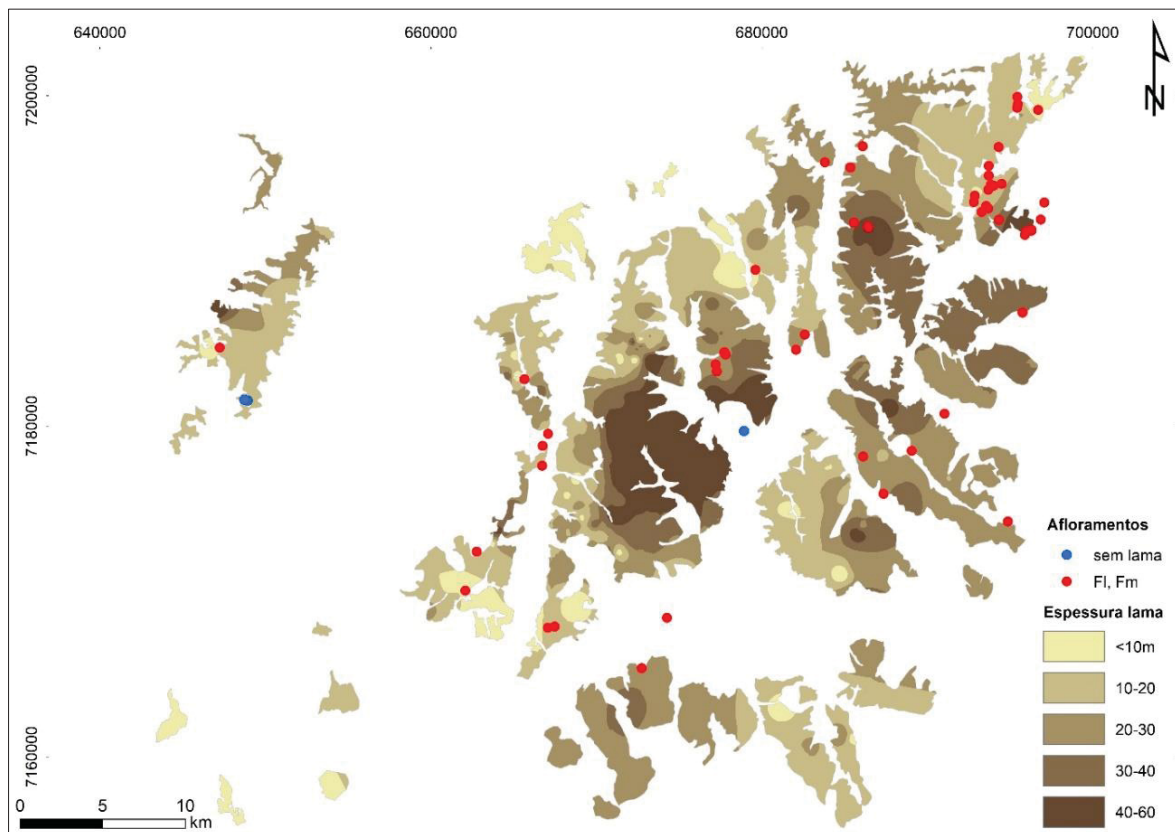 640000 660000 680000 700000
N
7200000
7180000
7160000
Afloramentos
sem lama
Fl, Fm
Espessura lama
<10m
10-20
20-30
30-40
40-60
0 5 10
km